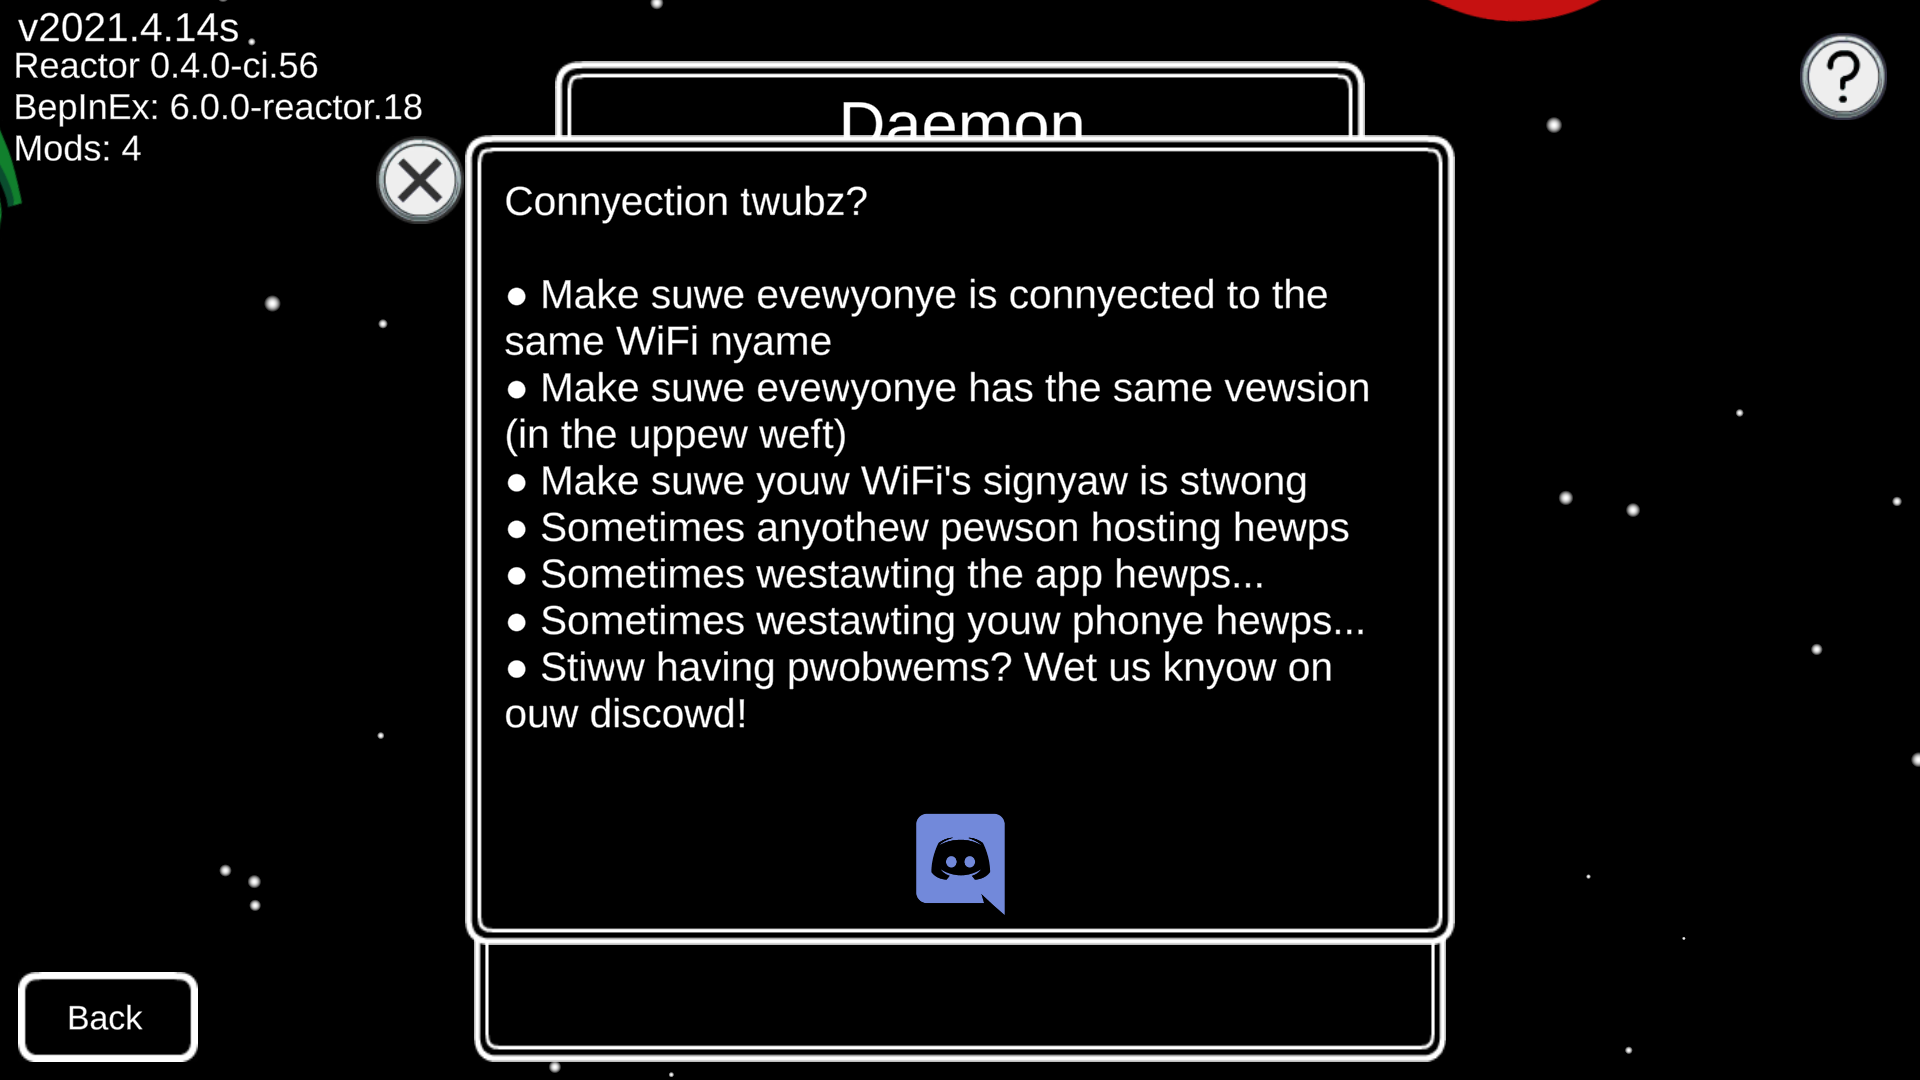 v2021.4.14s
Reactor 0.4.0-ci.56
BepInEx: 6.0.0-reactor.18
Mods: 4
Daemon
Connyection twubz?
● Make suwe evewyonye is connyected to the
same WiFi nyame
● Make suwe evewyonye has the same vewsion
(in the uppew weft)
● Make suwe youw WiFi's signyaw is stwong
● Sometimes anyothew pewson hosting hewps
● Sometimes westawting the app hewps...
● Sometimes westawting youw phonye hewps...
● Stiww having pwobwems? Wet us knyow on
ouw discowd!
Back
?